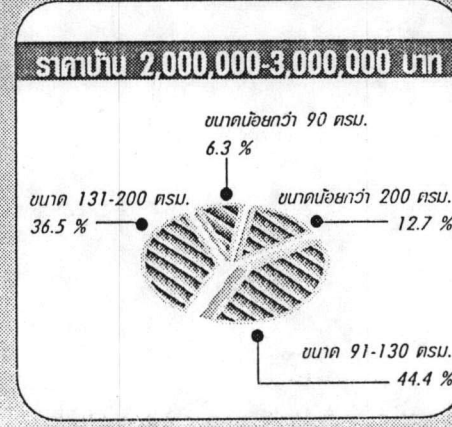 ราคาบ้าน 2,000,000-3,000,000 บาท
ขนาดน้อยกว่า 90 ตรม.
6.3 %
ขนาด 131-200 ตรม.
36.5 %
ขนาดน้อยกว่า 200 ตรม.
12.7 %
ขนาด 91-130 ตรม.
44.4 %